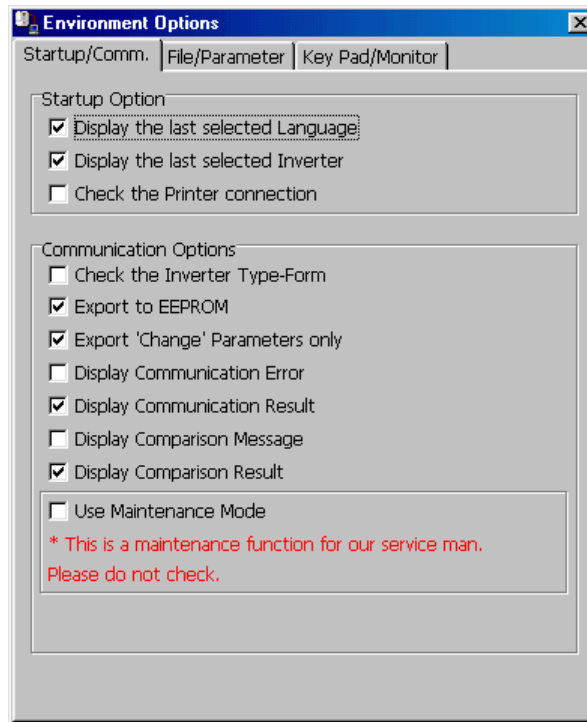 Environment Options
Startup/Comm. File/Parameter Key Pad/Monitor
Startup Option
Display the last selected Language
Display the last selected Inverter
Check the Printer connection
Communication Options
Check the Inverter Type-Form
Export to EEPROM
Export 'Change' Parameters only
Display Communication Error
Display Communication Result
Display Comparison Message
Display Comparison Result
Use Maintenance Mode
* This is a maintenance function for our service man.
Please do not check.